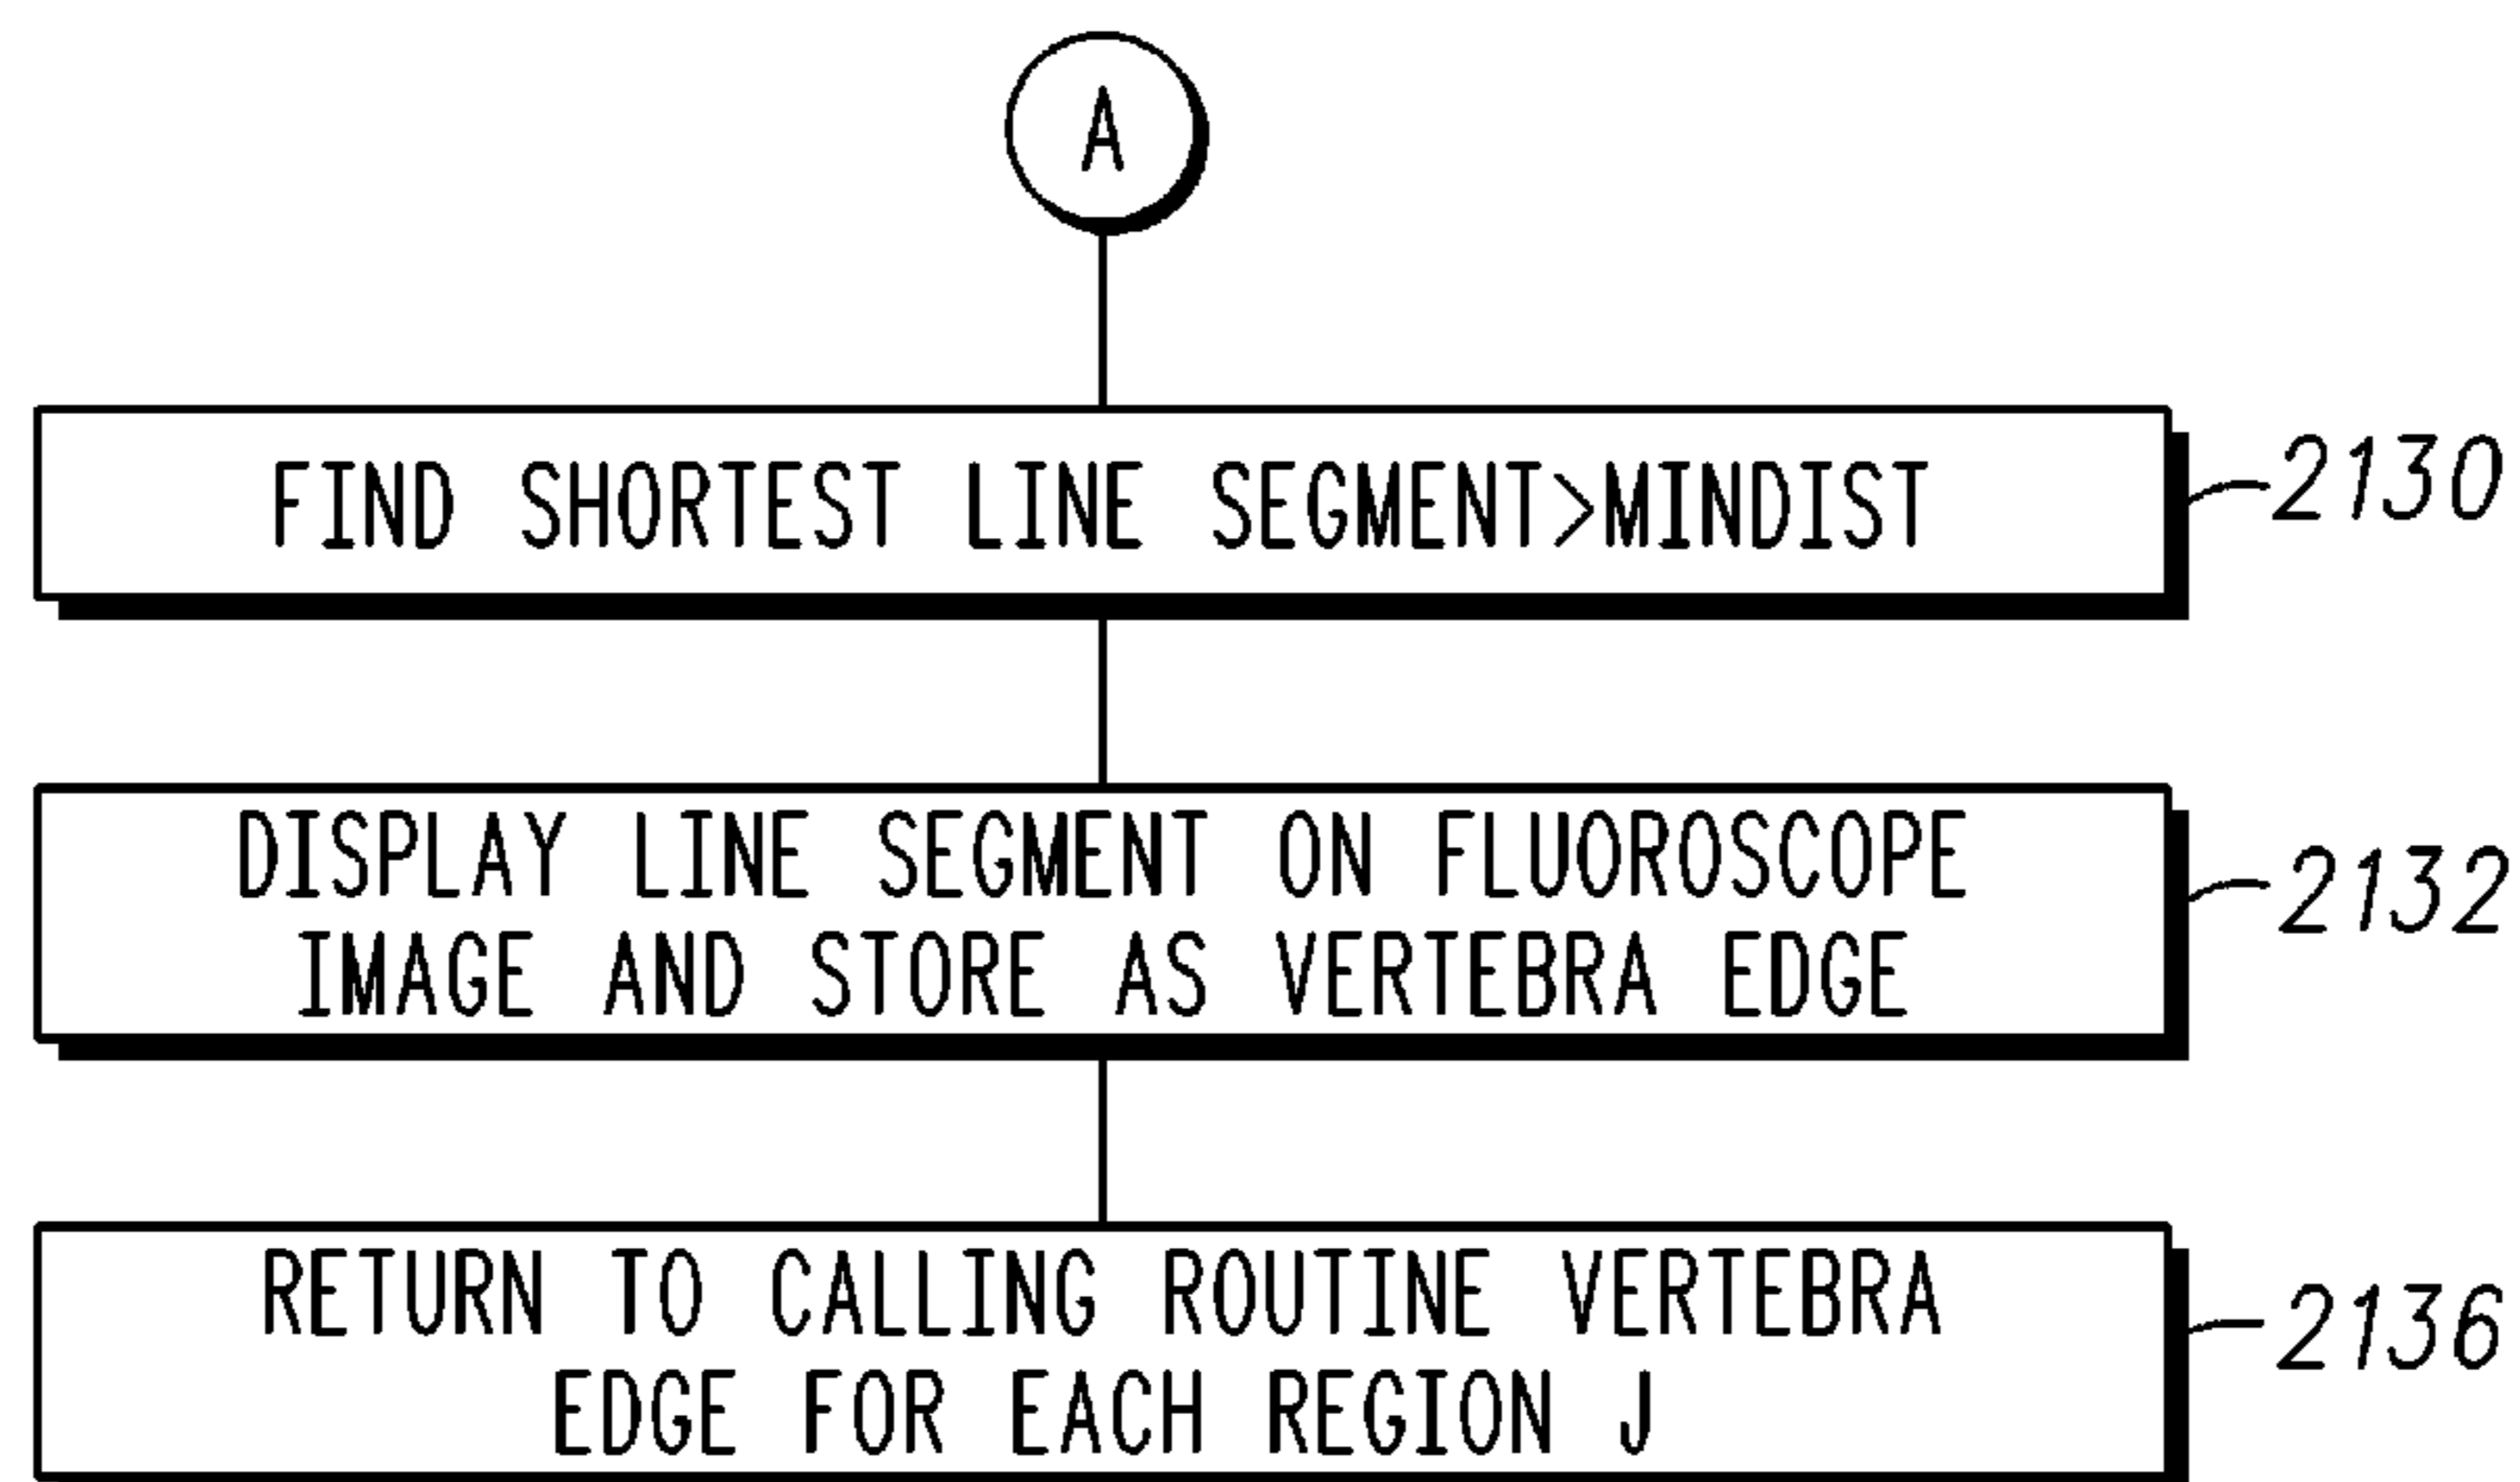 A
FIND SHORTEST LINE SEGMENT>MINDIST
2130
DISPLAY LINE SEGMENT ON FLUOROSCOPE
IMAGE AND STORE AS VERTEBRA EDGE
2132
RETURN TO CALLING ROUTINE VERTEBRA
EDGE FOR EACH REGION J
2136